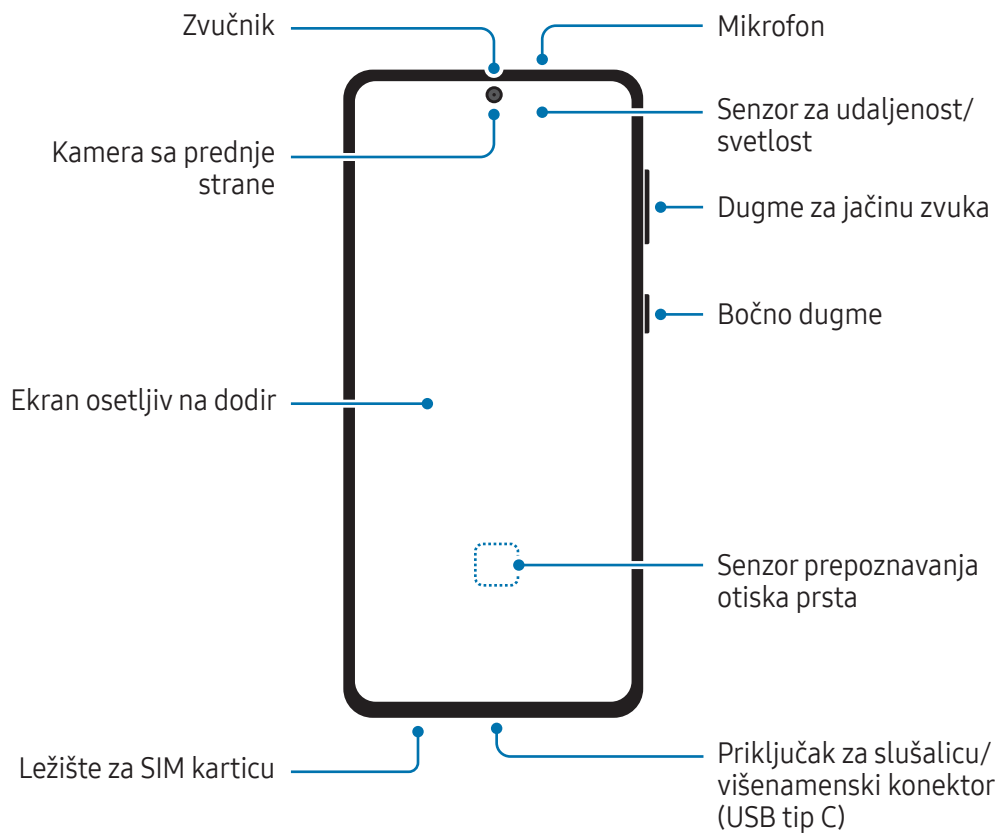 Zvučnik
Kamera sa prednje
strane
Ekran osetljiv na dodir
Ležište za SIM karticu
Mikrofon
Senzor za udaljenost/
svetlost
Dugme za jačinu zvuka
Bočno dugme
Senzor prepoznavanja
otiska prsta
Priključak za slušalicu/
višenamenski konektor
(USB tip C)